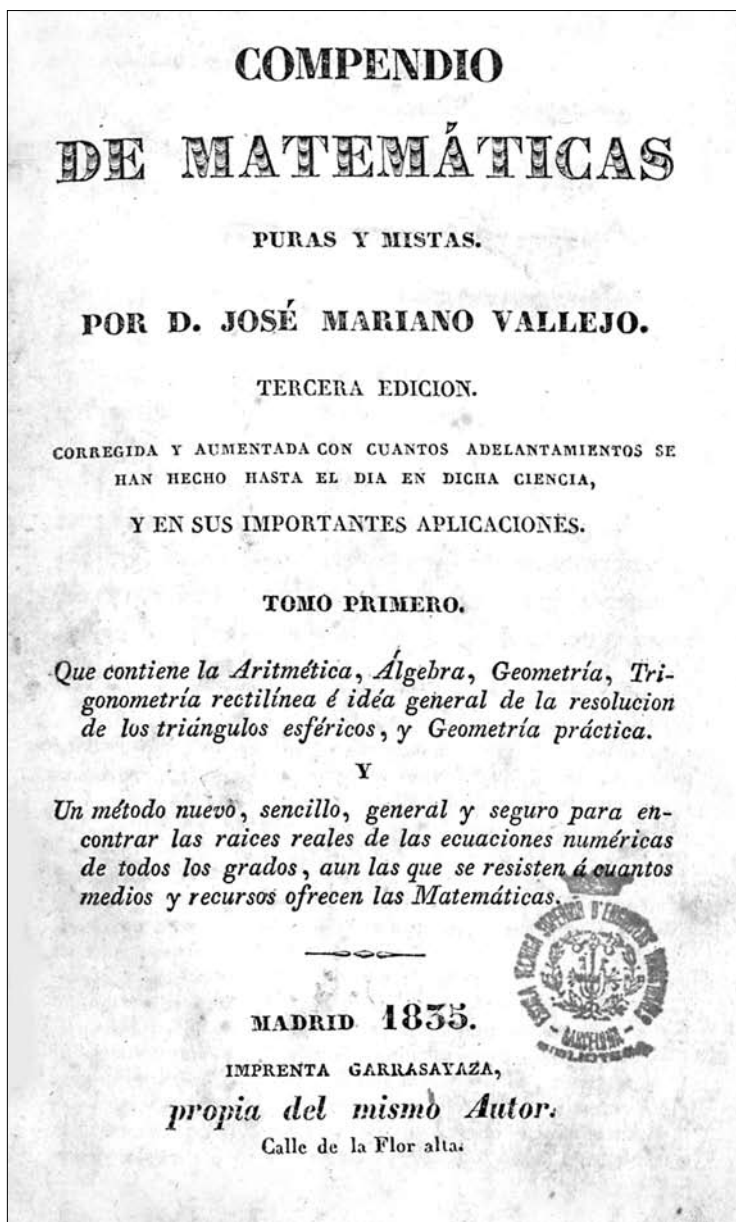 COMPENDIO
DE MATEMÁTICAS
PURAS Y MISTAS.
POR D. JOSÉ MARIANO VALLEJO.
TERCERA EDICION.
CORREGIDA Y AUMENTADA CON CUANTOS ADELANTAMIENTOS SE
HAN HECHO HASTA EL DIA EN DICHA CIENCIA,
Y EN SUS IMPORTANTES APLICACIONES.
TOMO PRIMERO.
Que contiene la Aritmética, Álgebra, Geometría, Tri-
gonometría rectilínea é idéa general de la resolucion
de los triángulos esféricos, y Geometría práctica.
Y
Un método nuevo, sencillo, general y seguro para en-
contrar las raices reales de las ecuaciones numéricas
de todos los grados, aun las que se resisten á cuantos
medios y recursos ofrecen las Matemáticas.
MADRID 1835.
IMPRENTA GARRASAYAZA,
propia del mismo Autor.
Calle de la Flor alta.
ESCOLA TÈCNICA SUPERIOR D'ENGINYERS INDUSTRIALS
- BARCELONA -
BIBLIOTECA